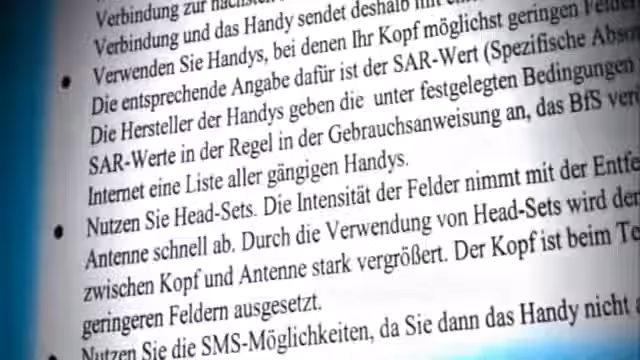 Verbindung zur nächsten
Verbindung und das Handy sendet deshalb mit
Verwenden Sie Handys, bei denen Ihr Kopf möglichst geringen Feldern
Die entsprechende Angabe dafür ist der SAR-Wert (Spezifische
Die Hersteller der Handys geben die unter festgelegten Bedingungen
SAR-Werte in der Regel in der Gebrauchsanweisung an, das BfS
Internet eine Liste aller gängigen Handys.
Nutzen Sie Head-Sets. Die Intensität der Felder nimmt mit der
Antenne schnell ab. Durch die Verwendung von Head-Sets wird der
zwischen Kopf und Antenne stark vergrößert. Der Kopf ist beim
geringeren Feldern ausgesetzt.
Nutzen Sie die SMS-Möglichkeiten, da Sie dann das Handy nicht